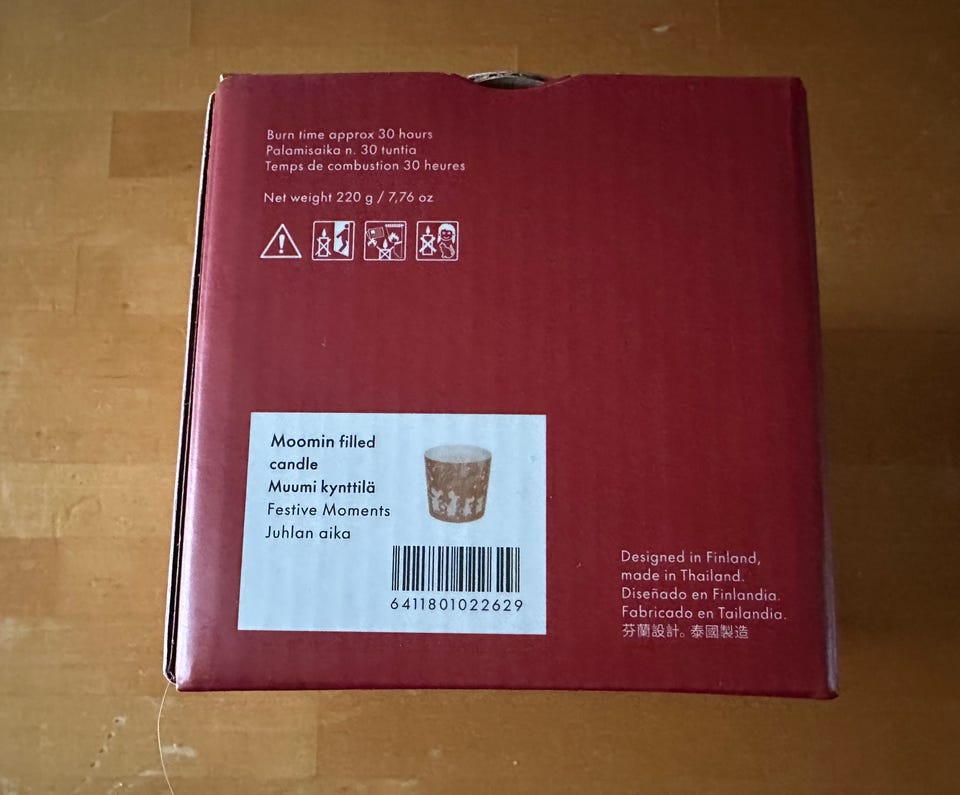 Burn time approx 30 hours
Palamisaika n. 30 tuntia
Temps de combustion 30 heures
Net weight 220 g / 7,76 oz
Moomin filled
candle
Muumi kynttilä
Festive Moments
Juhlan aika
6411801022629
Designed in Finland,
made in Thailand.
Diseñado en Finlandia.
Fabricado en Tailandia.
芬蘭設計。泰國製造